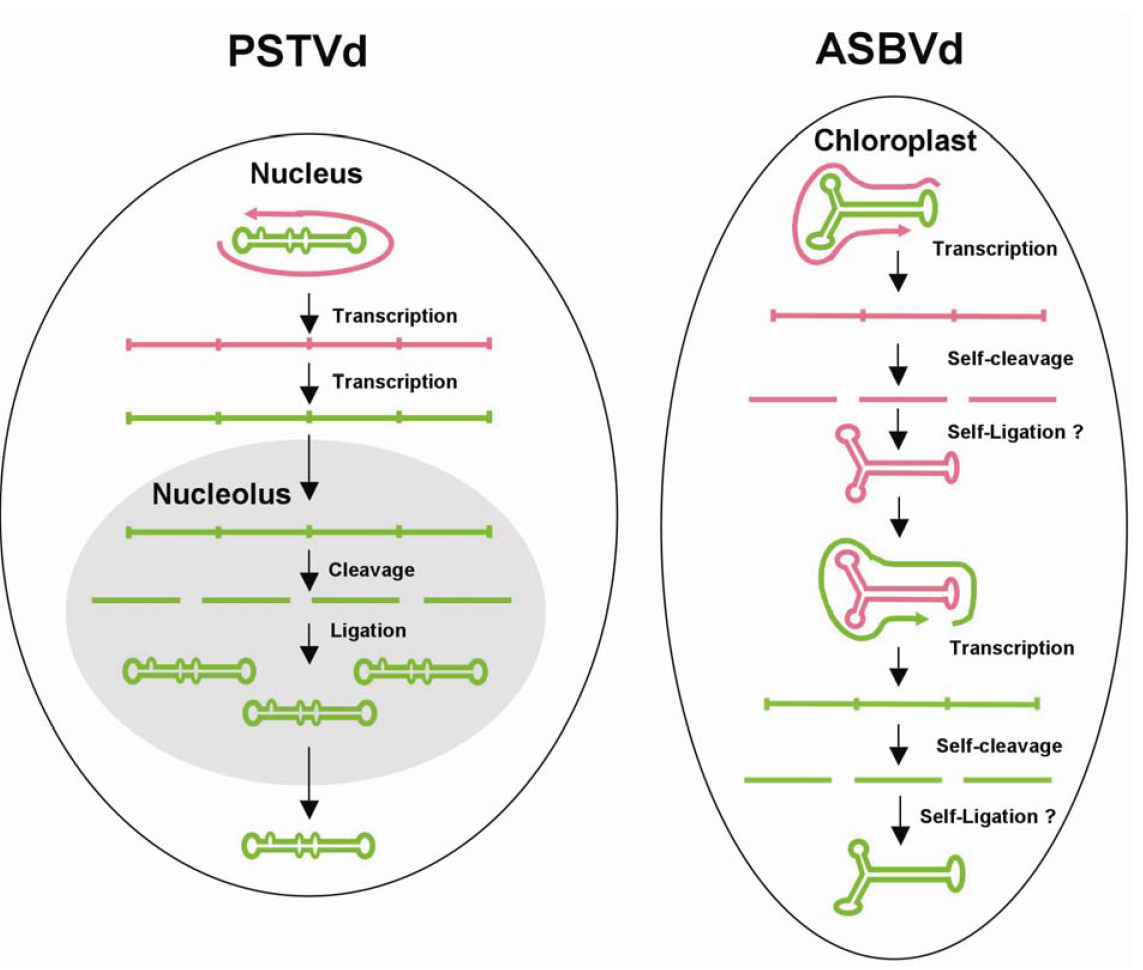 PSTVd
Nucleus
Transcription
Transcription
Nucleolus
Cleavage
Ligation
ASBVd
Chloroplast
Transcription
Self-cleavage
Self-Ligation ?
Transcription
Self-cleavage
Self-Ligation ?